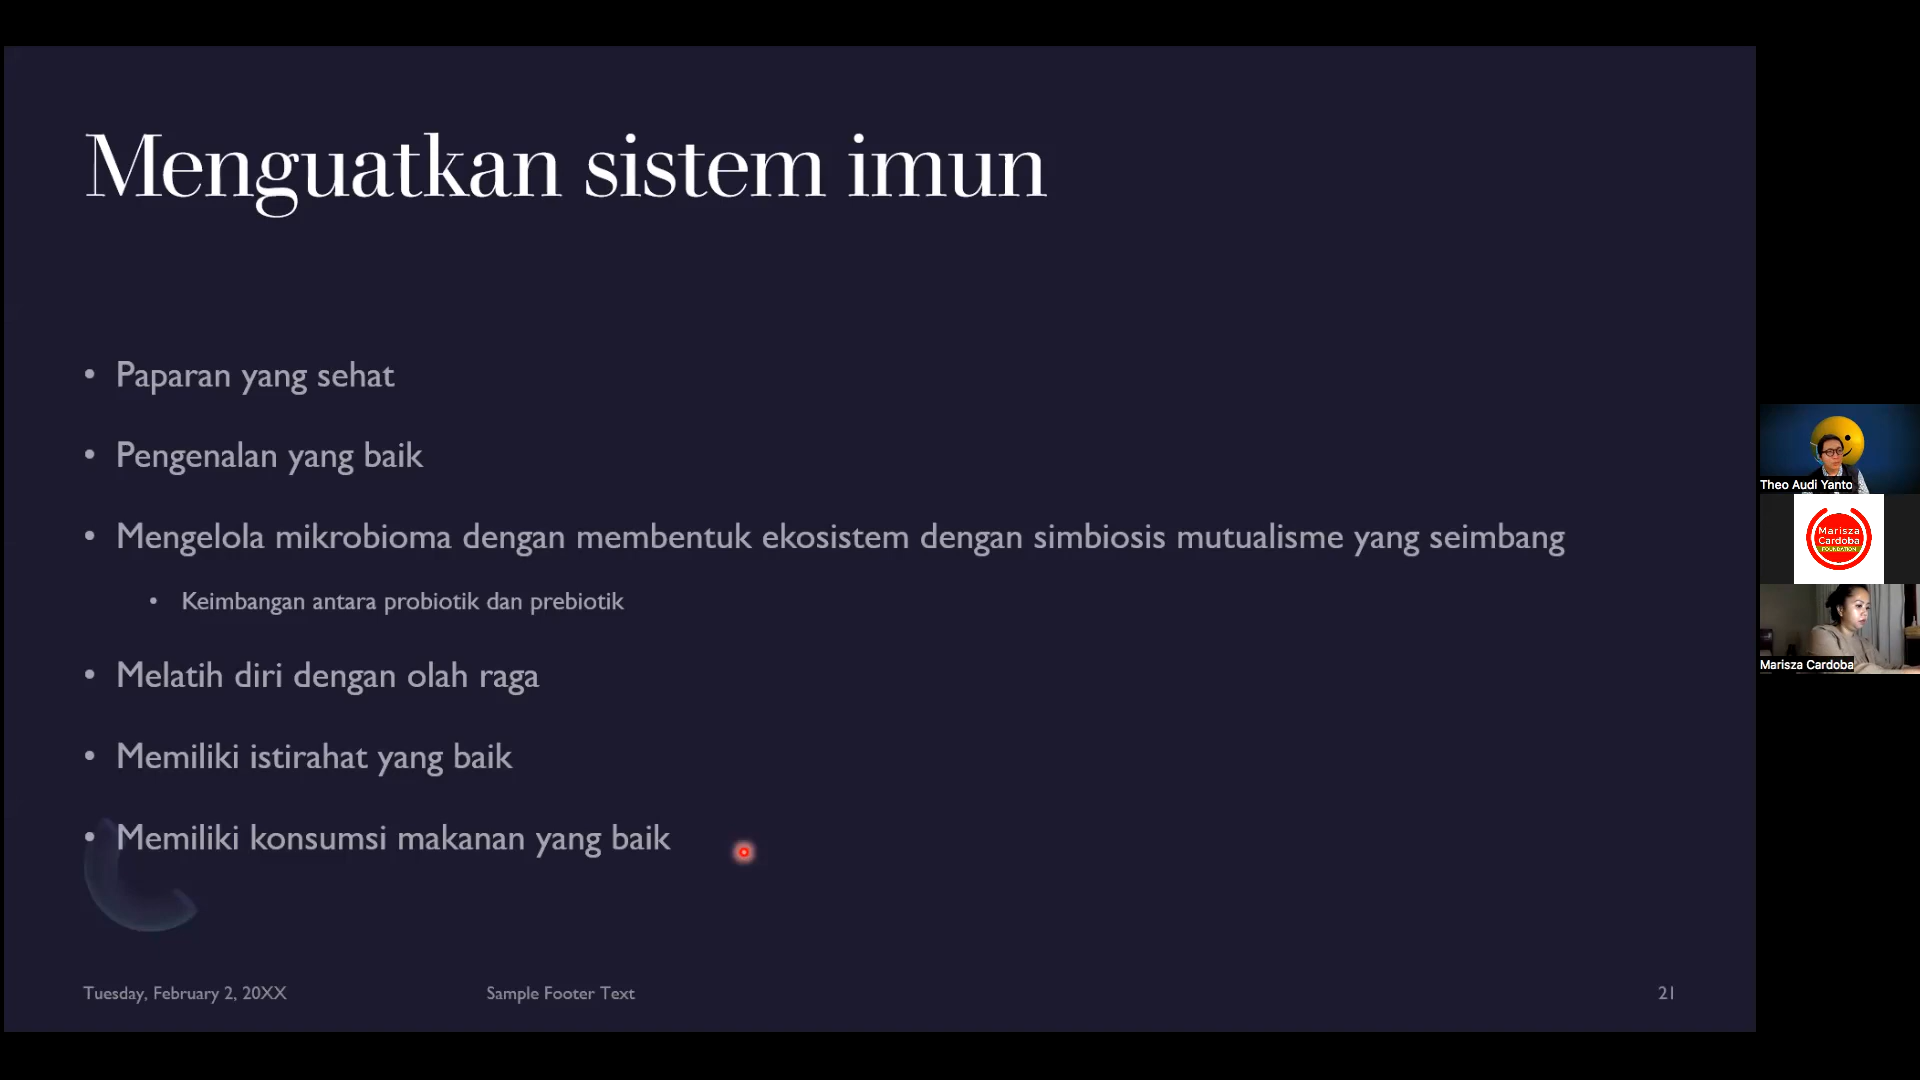 Menguatkan sistem imun
• Paparan yang sehat
• Pengenalan yang baik
• Mengelola mikrobioma dengan membentuk ekosistem dengan simbiosis mutualisme yang seimbang
• Keimbangan antara probiotik dan prebiotik
• Melatih diri dengan olah raga
• Memiliki istirahat yang baik
• Memiliki konsumsi makanan yang baik
Tuesday, February 2, 20XX
Sample Footer Text
21
Theo Audi Yanto
Marisza
Cardoba
FOUNDATION
Marisza Cardoba